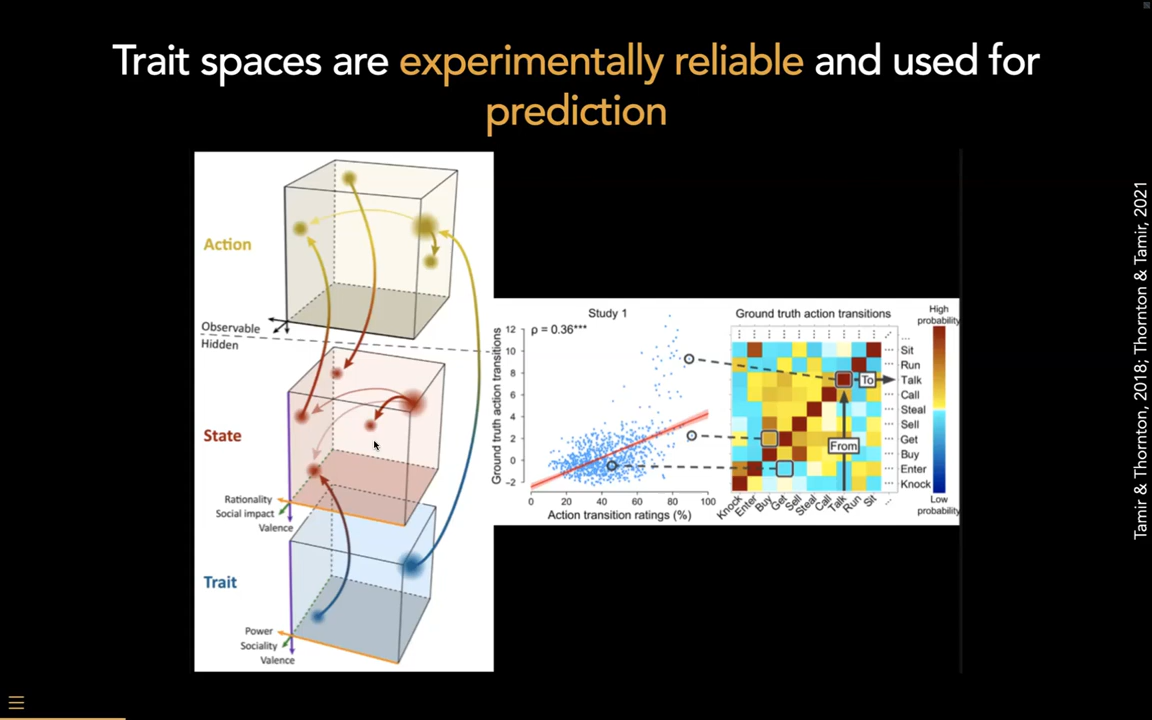 Trait spaces are experimentally reliable and used for
prediction
Action
Observable
Hidden
State
Rationality
Social impact
Valence
Trait
Power
Sociality
Valence
Study 1
ρ = 0.36***
Ground truth action transitions
12
10
8
6
4
2
0
−2
0 20 40 60 80 100
Action transition ratings (%)
Ground truth action transitions
...
Sit
Run
Talk
Call
Steal
Sell
Get
Buy
Enter
Knock
To
From
Knock
Enter
Buy
Get
Sell
Steal
Call
Talk
Run
Sit
...
High
probability
Low
probability
Tamir & Thornton, 2018; Thornton & Tamir, 2021